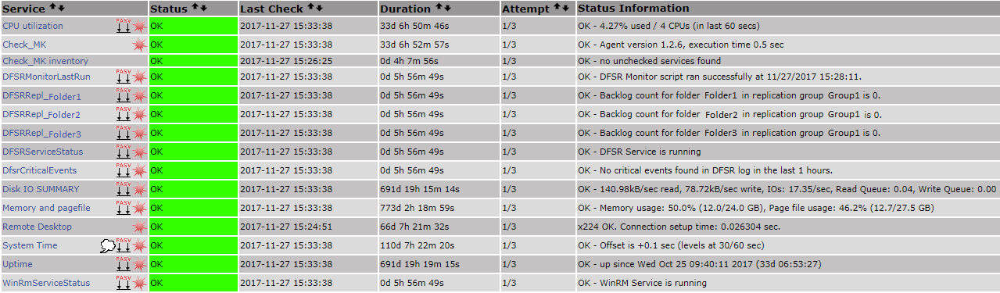 Service Status Last Check Duration Attempt Status Information
CPU utilization PASV OK 2017-11-27 15:33:38 33d 6h 50m 46s 1/3 OK - 4.27% used / 4 CPUs (in last 60 secs)
Check_MK OK 2017-11-27 15:33:38 33d 6h 52m 57s 1/3 OK - Agent version 1.2.6, execution time 0.5 sec
Check_MK inventory OK 2017-11-27 15:26:25 0d 4h 7m 56s 1/3 OK - no unchecked services found
DFSRMonitorLastRun PASV OK 2017-11-27 15:33:38 0d 5h 56m 49s 1/3 OK - DFSR Monitor script ran successfully at 11/27/2017 15:28:11.
DFSRRepl_Folder1 PASV OK 2017-11-27 15:33:38 0d 5h 56m 49s 1/3 OK - Backlog count for folder Folder1 in replication group Group1 is 0.
DFSRRepl_Folder2 PASV OK 2017-11-27 15:33:38 0d 5h 56m 49s 1/3 OK - Backlog count for folder Folder2 in replication group Group1 is 0.
DFSRRepl_Folder3 PASV OK 2017-11-27 15:33:38 0d 5h 56m 49s 1/3 OK - Backlog count for folder Folder3 in replication group Group1 is 0.
DFSRServiceStatus PASV OK 2017-11-27 15:33:38 0d 5h 56m 49s 1/3 OK - DFSR Service is running
DfsrCriticalEvents PASV OK 2017-11-27 15:33:38 0d 5h 56m 49s 1/3 OK - No critical events found in DFSR log in the last 1 hours.
Disk IO SUMMARY PASV OK 2017-11-27 15:33:38 691d 19h 15m 14s 1/3 OK - 140.98kB/sec read, 78.72kB/sec write, IOs: 17.35/sec, Read Queue: 0.04, Write Queue: 0.00
Memory and pagefile PASV OK 2017-11-27 15:33:38 773d 2h 18m 59s 1/3 OK - Memory usage: 50.0% (12.0/24.0 GB), Page file usage: 46.2% (12.7/27.5 GB)
Remote Desktop OK 2017-11-27 15:24:51 66d 7h 21m 32s 1/3 x224 OK. Connection setup time: 0.026304 sec.
System Time PASV OK 2017-11-27 15:33:38 110d 7h 22m 20s 1/3 OK - Offset is +0.1 sec (levels at 30/60 sec)
Uptime PASV OK 2017-11-27 15:33:38 691d 19h 19m 15s 1/3 OK - up since Wed Oct 25 09:40:11 2017 (33d 06:53:27)
WinRmServiceStatus PASV OK 2017-11-27 15:33:38 0d 5h 56m 49s 1/3 OK - WinRM Service is running